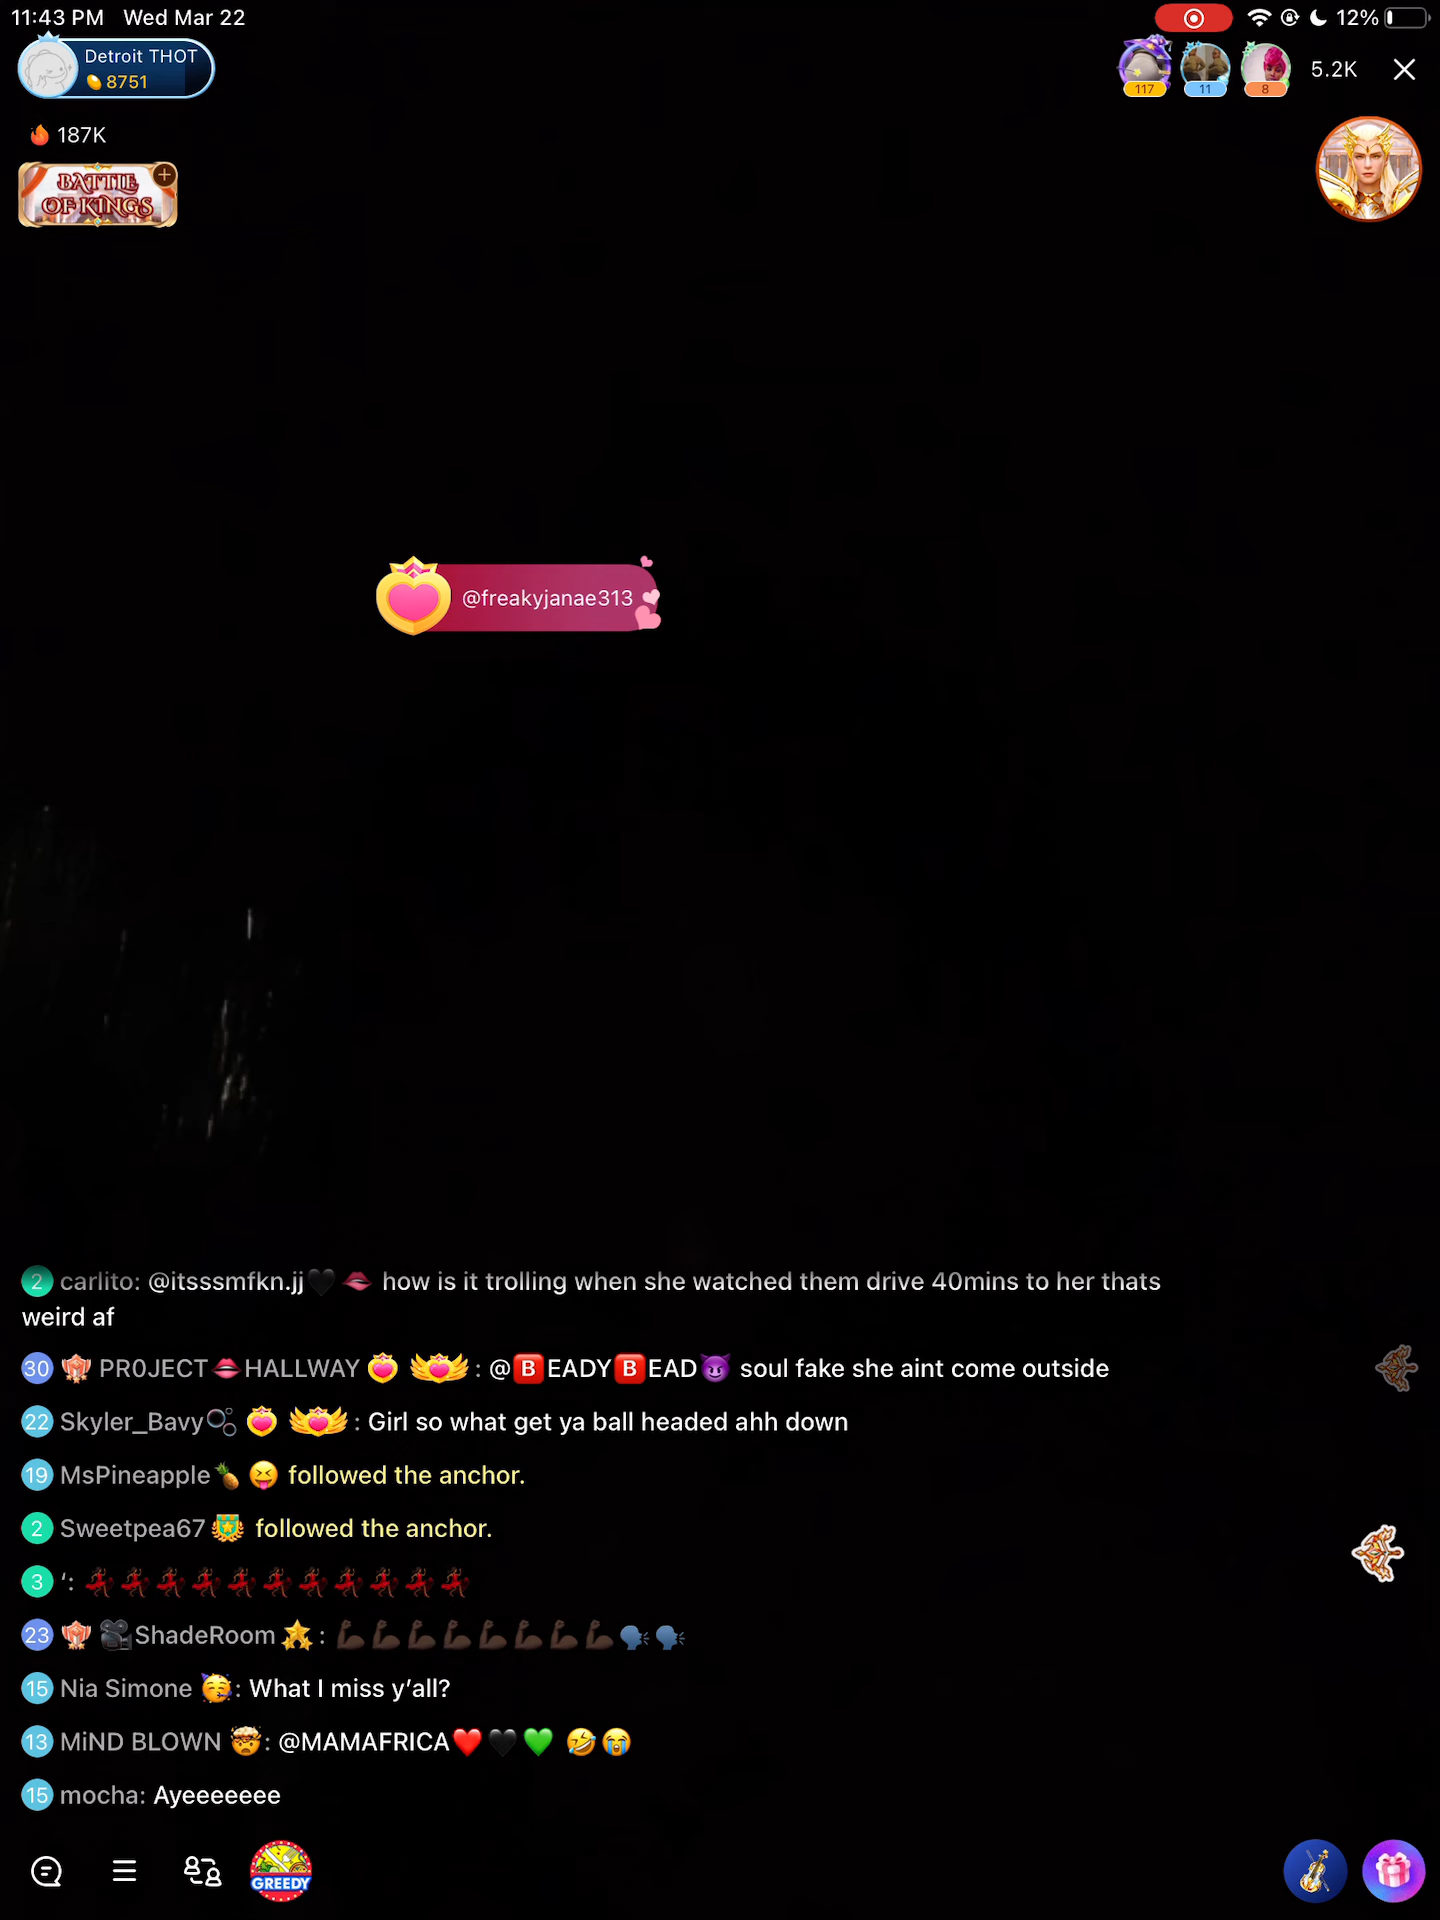 11:43 PM Wed Mar 22 12%
Detroit THOT
8751
117 11 8 5.2K
187K
BATTLE
OF KINGS
@freakyjanae313
2 carlito: @itsssmfkn.jj🖤🫦 how is it trolling when she watched them drive 40mins to her thats
weird af
30 PR0JECT🫦HALLWAY : @🅱️EADY🅱️EAD😈 soul fake she aint come outside
22 Skyler_Bavy🫧 : Girl so what get ya ball headed ahh down
19 MsPineapple🍍😝 followed the anchor.
2 Sweetpea67 followed the anchor.
3 ‘: 💃🏿💃🏿💃🏿💃🏿💃🏿💃🏿💃🏿💃🏿💃🏿💃🏿💃🏿
23 🎥ShadeRoom : 💪🏿💪🏿💪🏿💪🏿💪🏿💪🏿💪🏿💪🏿🗣️🗣️
15 Nia Simone 🥳: What I miss y’all?
13 MiND BLOWN 🤯: @MAMAFRICA❤️🖤💚 🤣😭
15 mocha: Ayeeeeeee
GREEDY